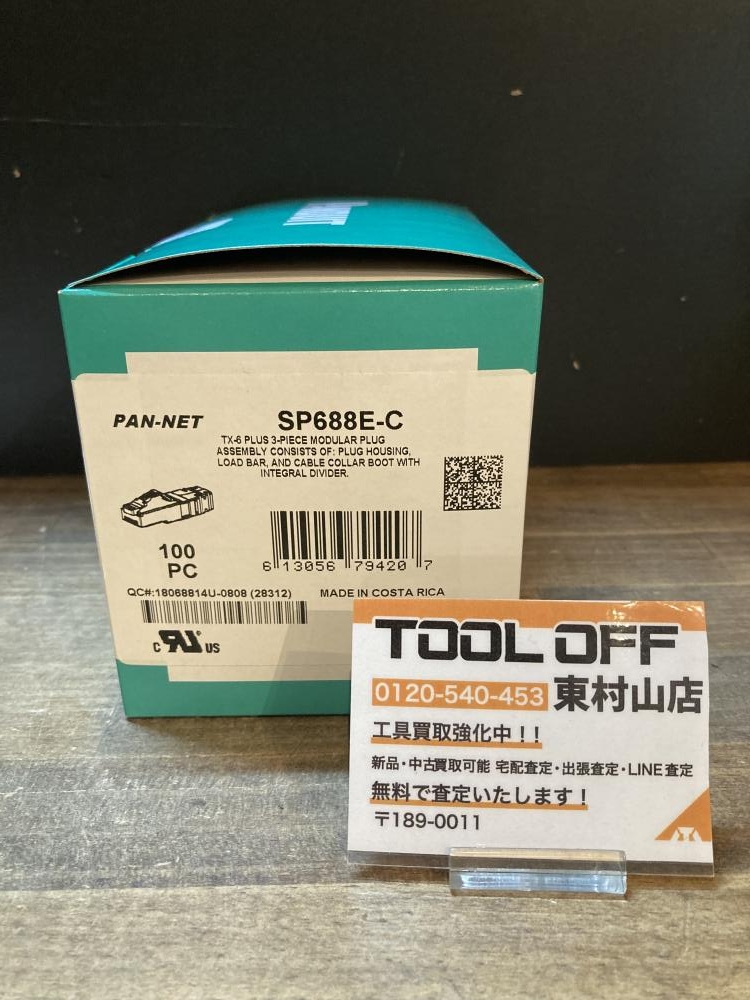 PAN-NET
SP688E-C
TX-6 PLUS 3-PIECE MODULAR PLUG
ASSEMBLY CONSISTS OF: PLUG HOUSING,
LOAD BAR, AND CABLE COLLAR BOOT WITH
INTEGRAL DIVIDER.
100
PC
6 13056 79420 7
QC#:18068814U-0808 (28312)
MADE IN COSTA RICA
C RU US
TOOL OFF
0120-540-453 東村山店
工具買取強化中!!
新品・中古買取可能 宅配査定・出張査定・LINE査定
無料で査定いたします!
〒189-0011